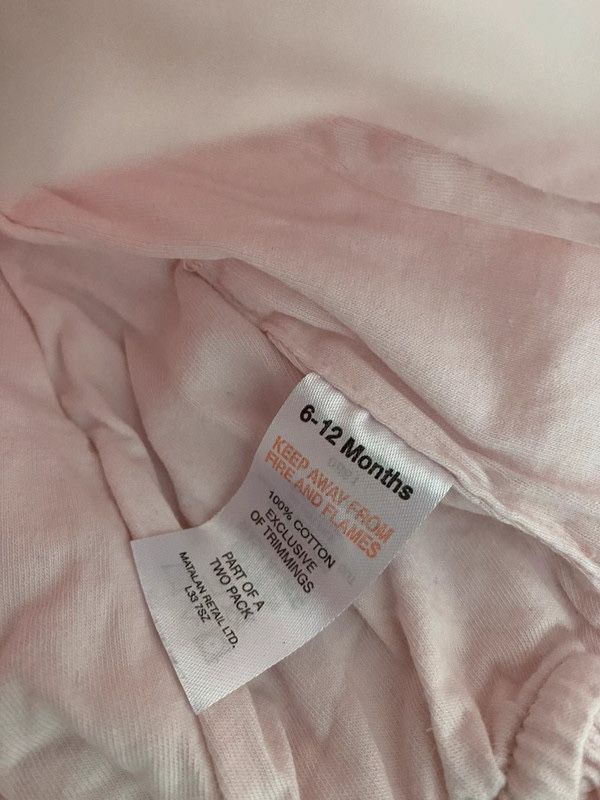 6-12 Months
KEEP AWAY FROM
FIRE AND FLAMES
100% COTTON
EXCLUSIVE
OF TRIMMINGS
PART OF A
TWO PACK
MATALAN RETAIL LTD.
L33 7SZ